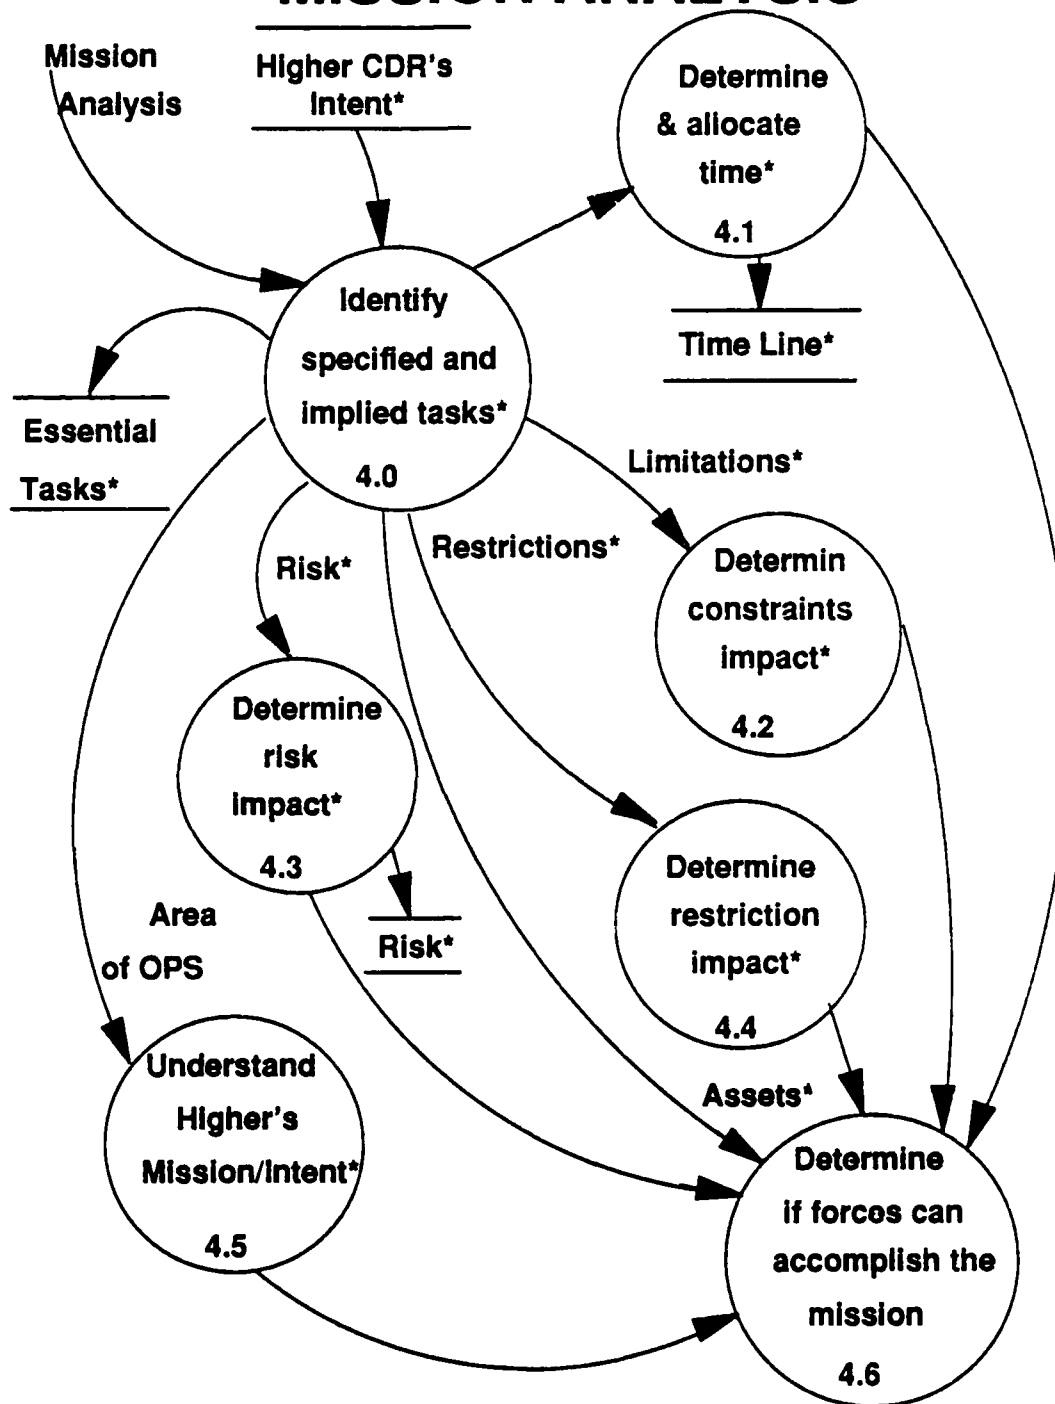 MISSION ANALYSIS
Mission
Analysis
Higher CDR's
Intent*
Determine
& allocate
time*
4.1
Time Line*
Identify
specified and
implied tasks*
4.0
Essential
Tasks*
Limitations*
Restrictions*
Risk*
Determin
constraints
impact*
4.2
Determine
risk
impact*
4.3
Risk*
Determine
restriction
impact*
4.4
Area
of OPS
Understand
Higher's
Mission/Intent*
4.5
Assets*
Determine
if forces can
accomplish the
mission
4.6